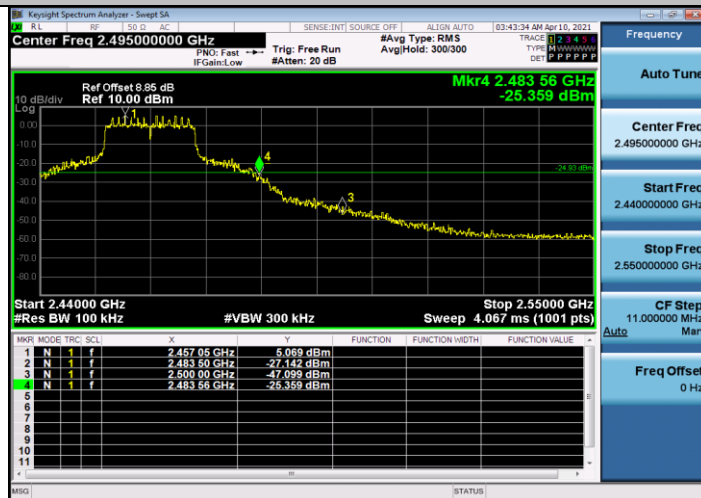 Keysight Spectrum Analyzer - Swept SA
RL RF 50 Ω AC SENSE:INT SOURCE OFF ALIGN AUTO 03:43:34 AM Apr 10, 2021
Center Freq 2.495000000 GHz
PNO: Fast
IFGain:Low
Trig: Free Run
#Atten: 20 dB
#Avg Type: RMS
Avg|Hold: 300/300
TRACE 1 2 3 4 5 6
TYPE M W W W W W
DET P P P P P P
Ref Offset 8.85 dB
10 dB/div Ref 10.00 dBm
Log
Mkr4 2.483 56 GHz
-25.359 dBm
0.00
-10.0
-20.0
-30.0
-40.0
-50.0
-60.0
-70.0
-80.0
1
4
3
-24.93 dBm
Start 2.44000 GHz Stop 2.55000 GHz
#Res BW 100 kHz #VBW 300 kHz Sweep 4.067 ms (1001 pts)
MKR MODE TRC SCL X Y FUNCTION FUNCTION WIDTH FUNCTION VALUE
1 N 1 f 2.457 05 GHz 5.069 dBm
2 N 1 f 2.483 50 GHz -27.142 dBm
3 N 1 f 2.500 00 GHz -47.099 dBm
4 N 1 f 2.483 56 GHz -25.359 dBm
5
6
7
8
9
10
11
MSG STATUS
Frequency
Auto Tune
Center Freq
2.495000000 GHz
Start Freq
2.440000000 GHz
Stop Freq
2.550000000 GHz
CF Step
11.000000 MHz
Auto Man
Freq Offset
0 Hz